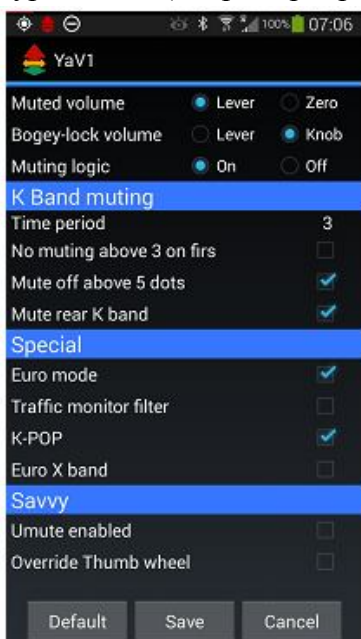 100% 07:06
YaV1
Muted volume Lever Zero
Bogey-lock volume Lever Knob
Muting logic On Off
K Band muting
Time period 3
No muting above 3 on firs
Mute off above 5 dots
Mute rear K band
Special
Euro mode
Traffic monitor filter
K-POP
Euro X band
Savvy
Umute enabled
Override Thumb wheel
Default Save Cancel